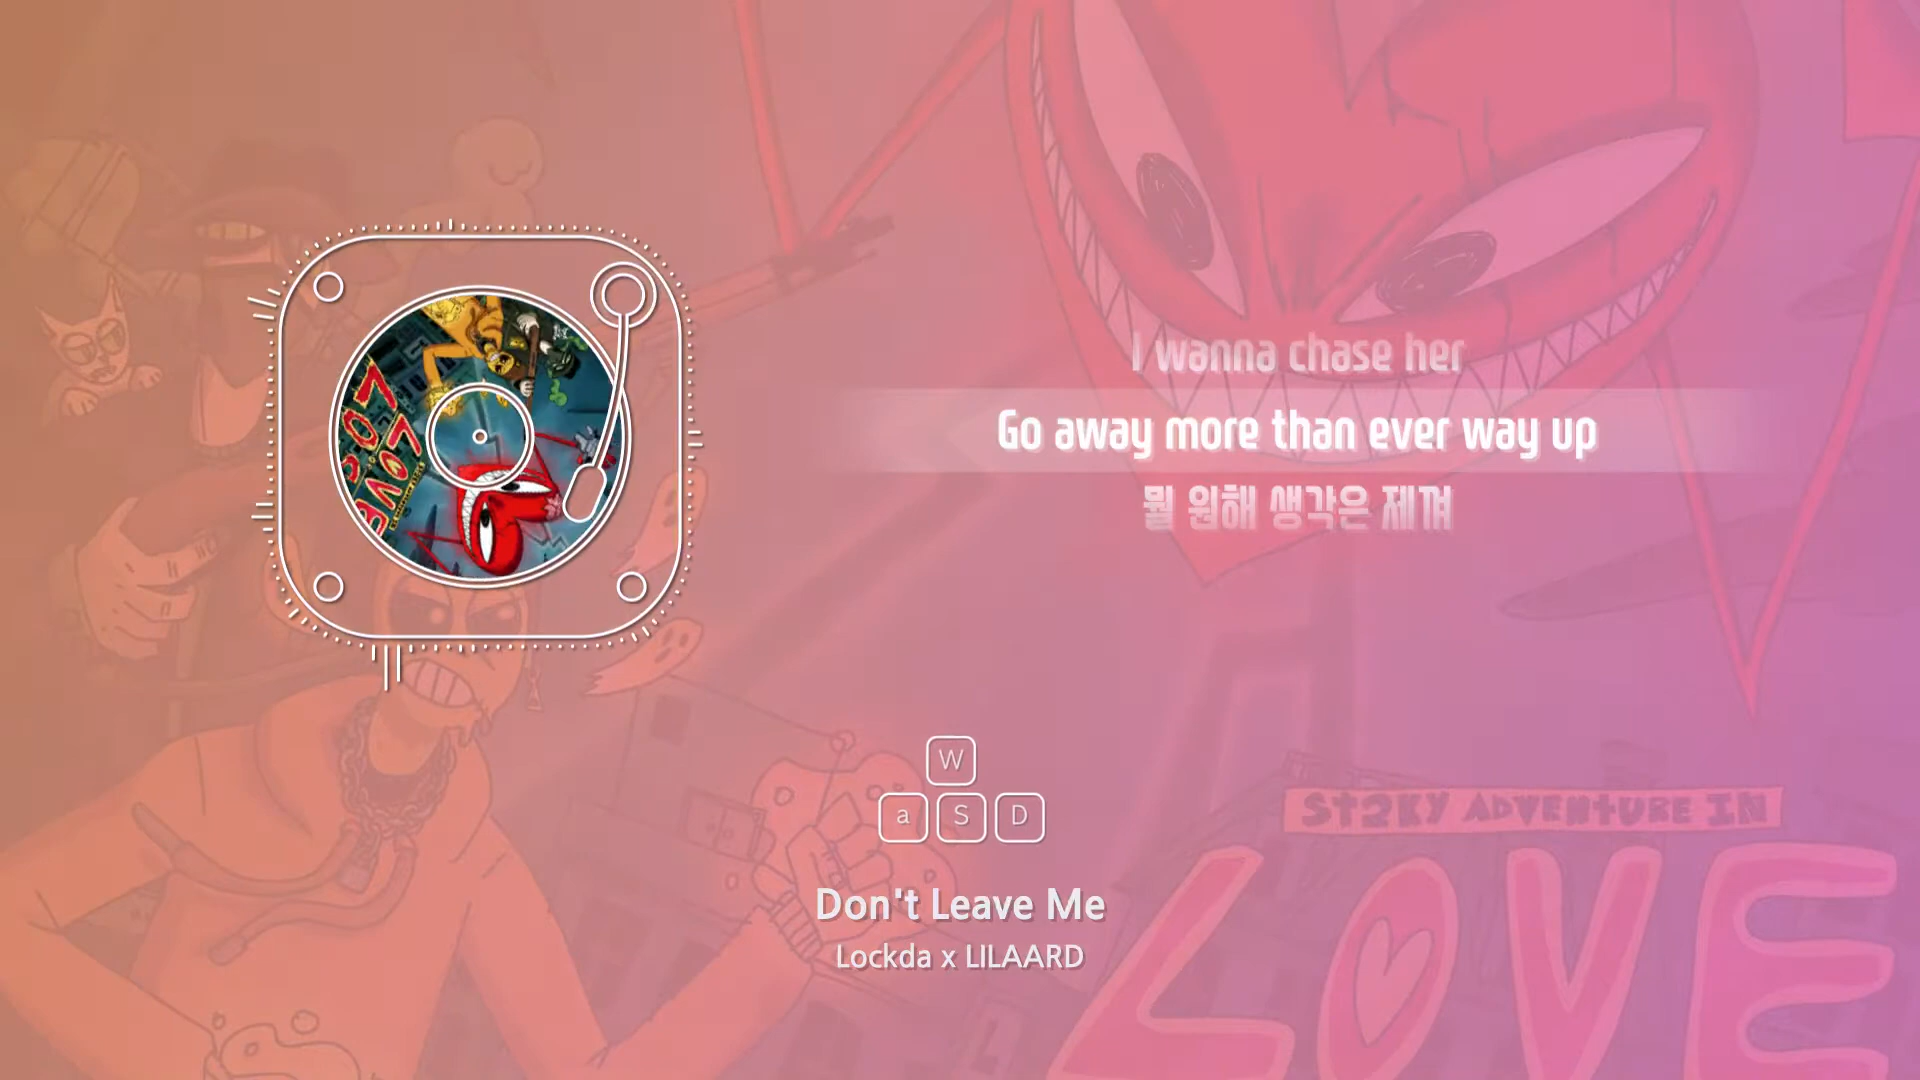 I wanna chase her
Go away more than ever way up
뭘 원해 생각은 제껴
W
a S D
Don't Leave Me
Lockda x LILAARD
ST2KY ADVENTURE IN
LOVE